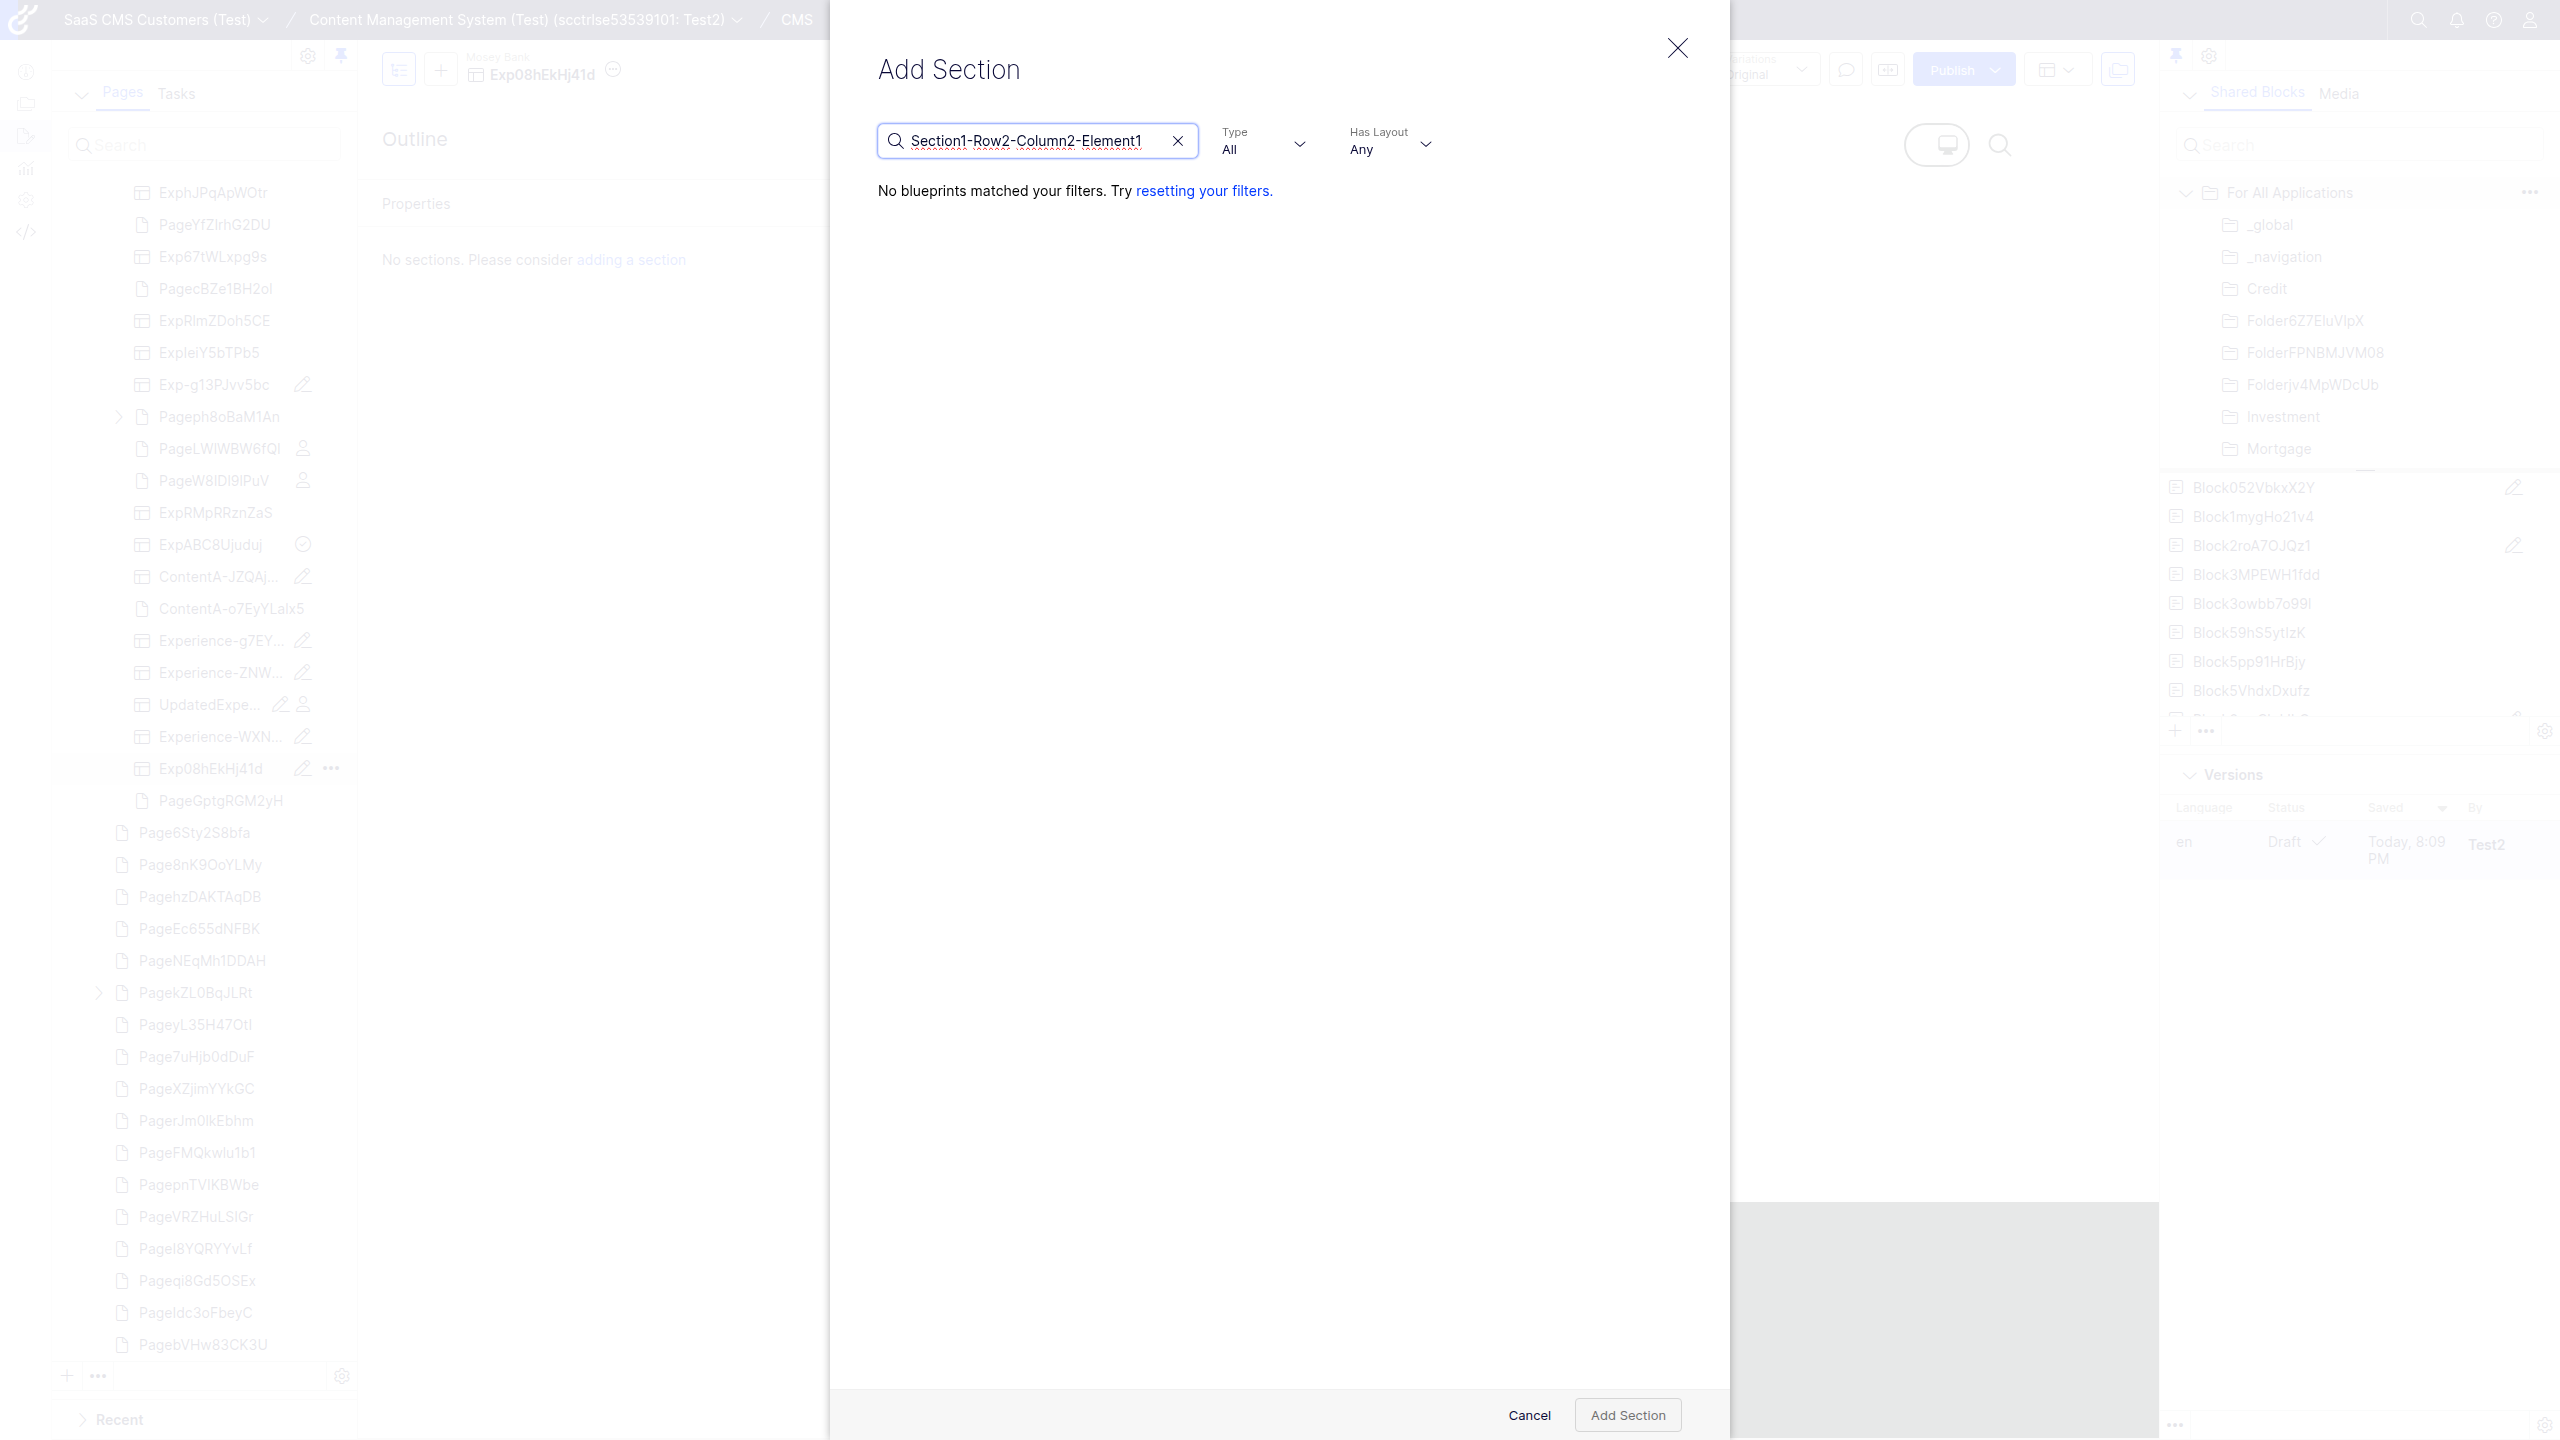 SaaS CMS Customers (Test) / Content Management System (Test) (scctrlse53539101: Test2) / CMS
Pages Tasks
Search
ExphJPqApWOtr
PageYfZlrhG2DU
Exp67tWLxpg9s
PagecBZe1BH2ol
ExpRlmZDoh5CE
ExpIeiY5bTPb5
Exp-g13PJvv5bc
Pageph8oBaM1An
PageLWlWBW6fQl
PageW8lDl9lPuV
ExpRMpRRznZaS
ExpABC8Ujuduj
ContentA-JZQAj...
ContentA-o7EyYLalx5
Experience-g7EY...
Experience-ZNW...
UpdatedExpe...
Experience-WXN...
Exp08hEkHj41d
PageGptgRGM2yH
Page6Sty2S8bfa
Page8nK9OoYLMy
PagehzDAKTAqDB
PageEc655dNFBK
PageNEqMh1DDAH
PagekZL0BqJLRt
PageyL35H47Otl
Page7uHjb0dDuF
PageXZjimYYkGC
PagerJm0lkEbhm
PageFMQkwlu1b1
PagepnTVlKBWbe
PageVRZHuLSlGr
Pagel8YQRYYvLf
Pageqi8Gd5OSEx
Pageldc3oFbeyC
PagebVHw83CK3U
Recent
Mosey Bank
Exp08hEkHj41d
Outline
Properties
No sections. Please consider adding a section
Add Section
Section1-Row2-Column2-Element1
Type
All
Has Layout
Any
No blueprints matched your filters. Try resetting your filters.
Cancel
Add Section
Publish
Shared Blocks Media
Search
For All Applications
_global
_navigation
Credit
Folder6Z7EluVlpX
FolderFPNBMJVM08
Folderjv4MpWDcUb
Investment
Mortgage
Block052VbkxX2Y
Block1mygHo21v4
Block2roA7OJQz1
Block3MPEWH1fdd
Block3owbb7o99l
Block59hS5ytIzK
Block5pp91HrBjy
Block5VhdxDxufz
Versions
Language Status Saved By
en Draft Today, 8:09 PM Test2